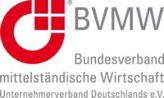 ® BVMW
Bundesverband
mittelständische Wirtschaft
Unternehmerverband Deutschlands e.V.